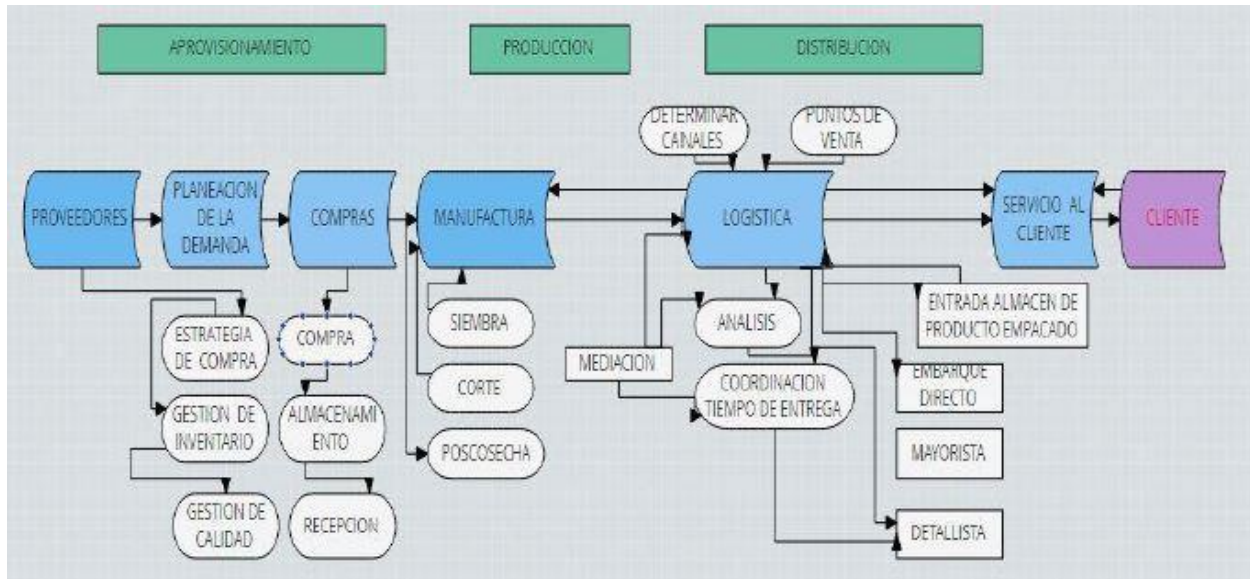 APROVISIONAMIENTO
PRODUCCION
DISTRIBUCION
DETERMINAR
CAINALES
PUNTOS DE
VENTA
PROVEEDORES
PLANEACION
DE LA
DEMANDA
COMPRAS
MANUFACTURA
LOGISTICA
SERVICIO AL
CLIENTE
CLIENTE
ESTRATEGIA
DE COMPRA
COMPRA
SIEMBRA
ANALISIS
ENTRADA ALMACEN DE
PRODUCTO EMPACADO
MEDIACION
GESTION DE
INVENTARIO
ALMACENAMI
ENTO
CORTE
COORDINACION
TIEMPO DE ENTREGA
EMBARQUE
DIRECTO
POSCOSECHA
MAYORISTA
GESTION DE
CALIDAD
RECEPCION
DETALLISTA